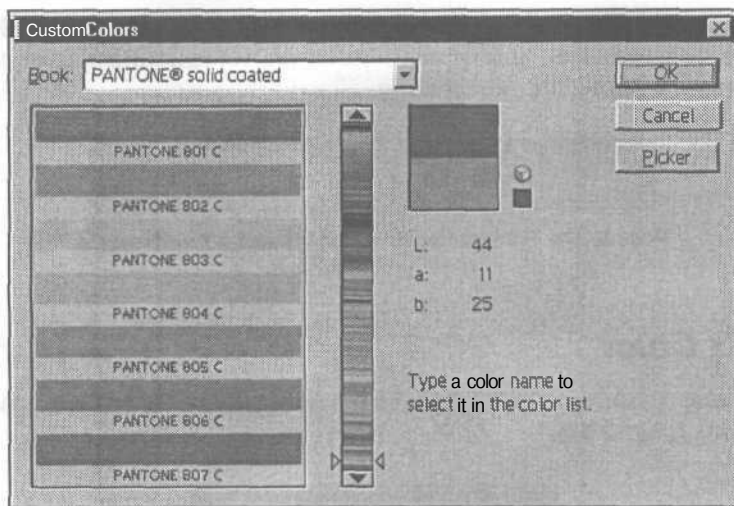 CustomColors
Book: PANTONE® solid coated
OK
Cancel
Picker
PANTONE 801 C
PANTONE 802 C
PANTONE 803 C
PANTONE 804 C
PANTONE 805 C
PANTONE 806 C
PANTONE 807 C
L: 44
a: 11
b: 25
Type a color name to
select it in the color list.